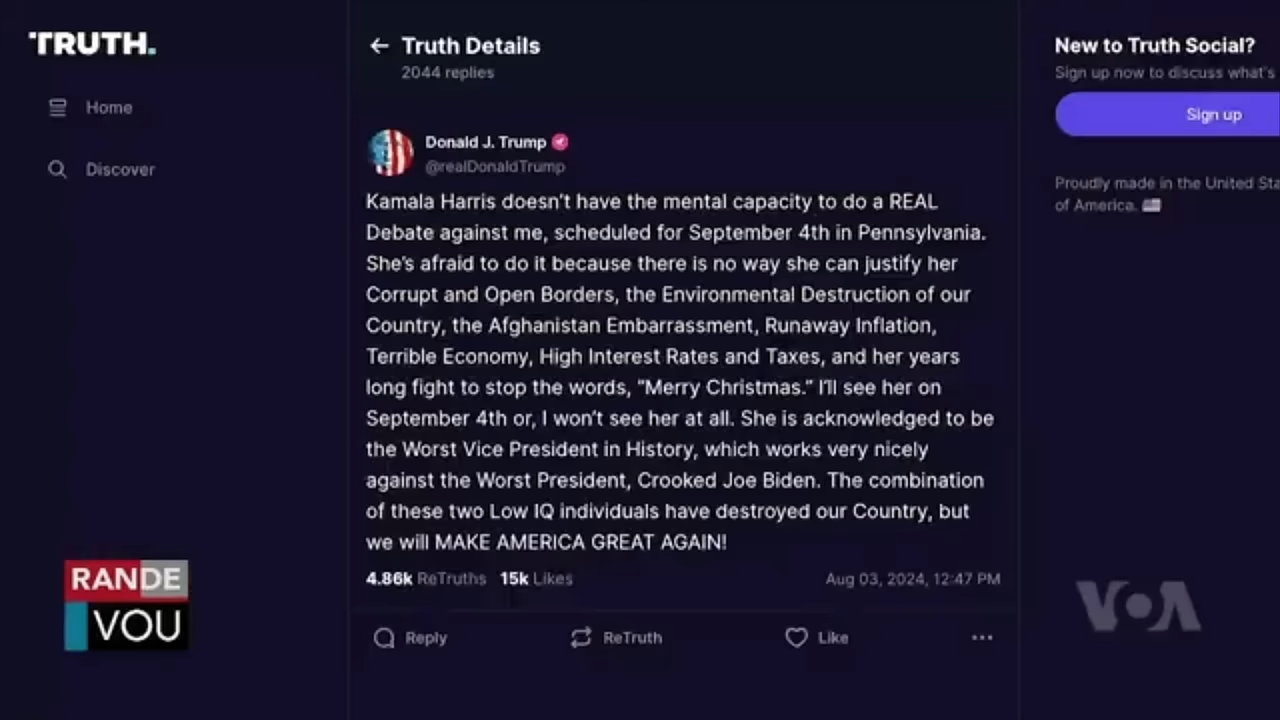 TRUTH.
Home
Discover
Truth Details
2044 replies
Donald J. Trump
@realDonaldTrump
Kamala Harris doesn't have the mental capacity to do a REAL
Debate against me, scheduled for September 4th in Pennsylvania.
She's afraid to do it because there is no way she can justify her
Corrupt and Open Borders, the Environmental Destruction of our
Country, the Afghanistan Embarrassment, Runaway Inflation,
Terrible Economy, High Interest Rates and Taxes, and her years
long fight to stop the words, "Merry Christmas." I'll see her on
September 4th or, I won't see her at all. She is acknowledged to be
the Worst Vice President in History, which works very nicely
against the Worst President, Crooked Joe Biden. The combination
of these two Low IQ individuals have destroyed our Country, but
we will MAKE AMERICA GREAT AGAIN!
4.86k ReTruths 15k Likes
Aug 03, 2024, 12:47 PM
Reply
ReTruth
Like
New to Truth Social?
Sign up now to discuss what's
Sign up
Proudly made in the United Sta
of America.
RANDE
VOU
VOA